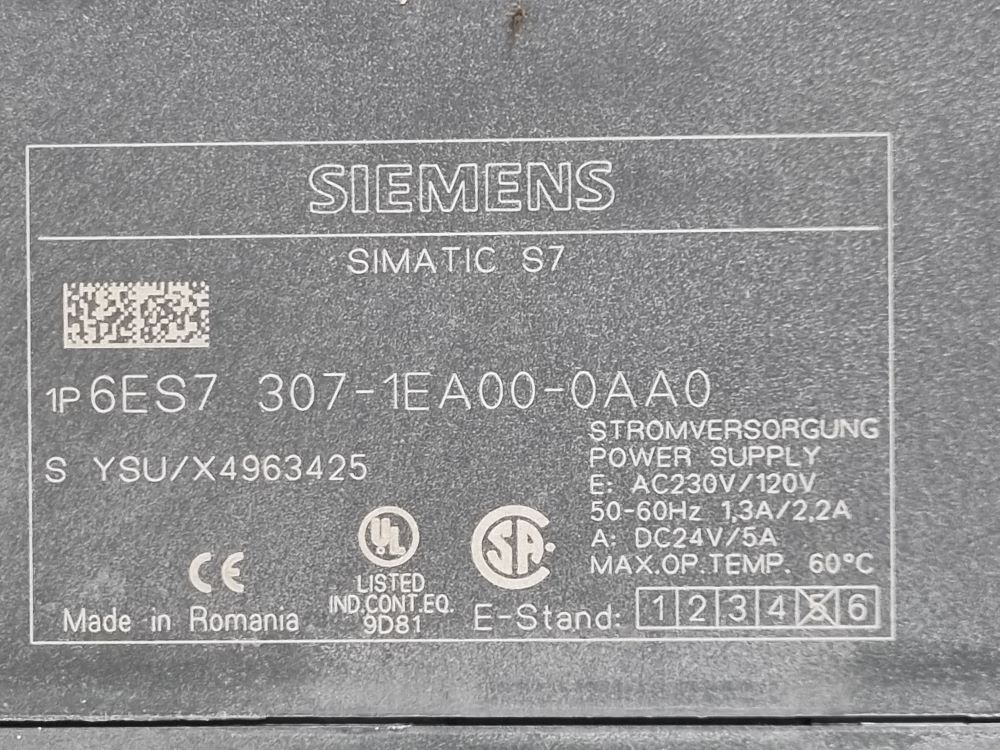 SIEMENS
SIMATIC S7
1P 6ES7 307-1EA00-0AA0
S YSU/X4963425
STROMVERSORGUNG
POWER SUPPLY
E: AC230V/120V
50-60Hz 1,3A/2,2A
A: DC24V/5A
MAX.OP.TEMP. 60°C
CE
UL
LISTED
IND.CONT.EQ.
9D81
SA
Made in Romania
E-Stand: 1 2 3 4 5 6